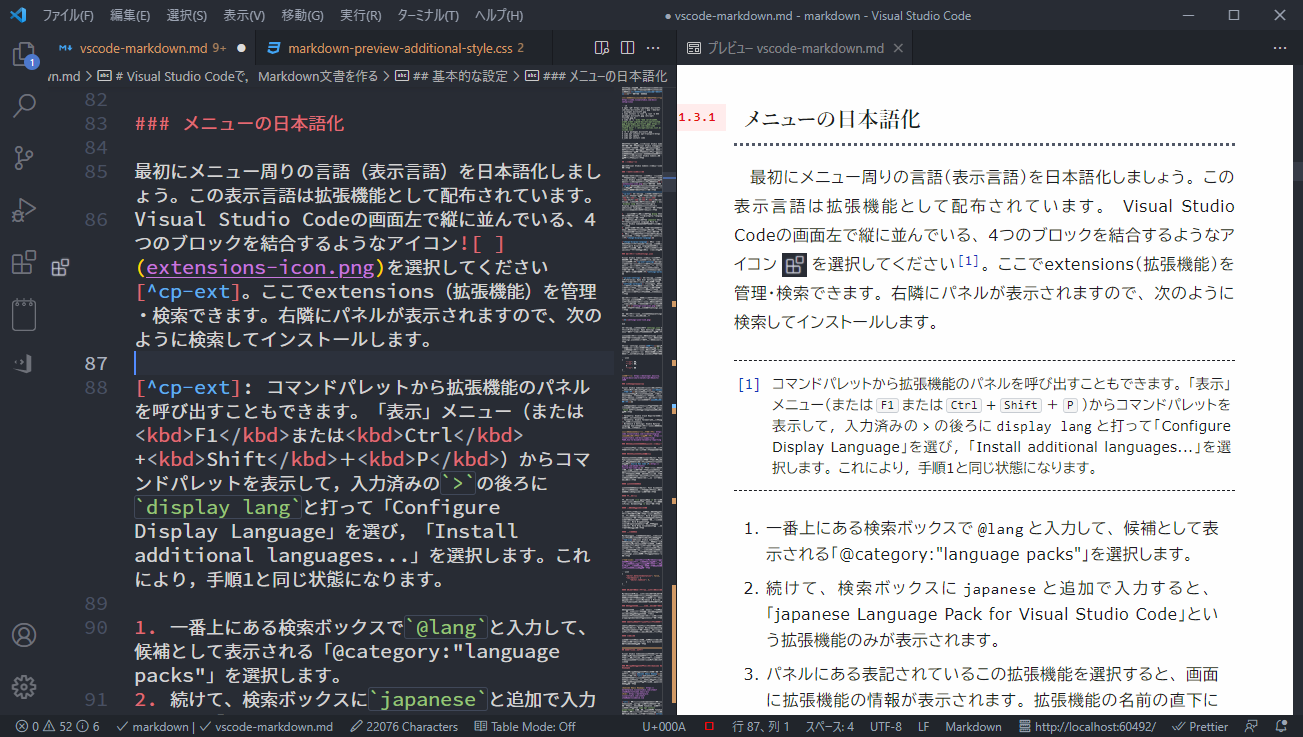 ファイル(F) 編集(E) 選択(S) 表示(V) 移動(G) 実行(R) ターミナル(T) ヘルプ(H) ● vscode-markdown.md - markdown - Visual Studio Code
vscode-markdown.md 9+ ●
markdown-preview-additional-style.css 2
プレビュー vscode-markdown.md
wn.md > # Visual Studio Codeで，Markdown文書を作る > ## 基本的な設定 > ### メニューの日本語化
1
82
83 ### メニューの日本語化
84
85 最初にメニュー周りの言語（表示言語）を日本語化しまし
ょう。この表示言語は拡張機能として配布されています。
86 Visual Studio Codeの画面左で縦に並んでいる、4
つのブロックを結合するようなアイコン![ ]
(extensions-icon.png)を選択してください
[^cp-ext]。ここでextensions（拡張機能）を管理
・検索できます。右隣にパネルが表示されますので、次の
ように検索してインストールします。
87
88 [^cp-ext]: コマンドパレットから拡張機能のパネル
を呼び出すこともできます。「表示」メニュー（または
<kbd>F1</kbd>または<kbd>Ctrl</kbd>
+<kbd>Shift</kbd>＋<kbd>P</kbd>）からコマ
ンドパレットを表示して，入力済みの`>`の後ろに
`display lang`と打って「Configure
Display Language」を選び，「Install
additional languages...」を選択します。これ
により，手順1と同じ状態になります。
89
90 1. 一番上にある検索ボックスで`@lang`と入力して、
候補として表示される「@category:"language
packs"」を選択します。
91 2. 続けて、検索ボックスに`japanese`と追加で入力
1.3.1 メニューの日本語化
最初にメニュー周りの言語（表示言語）を日本語化しましょう。この
表示言語は拡張機能として配布されています。 Visual Studio
Codeの画面左で縦に並んでいる、4つのブロックを結合するようなア
イコン を選択してください[1]。ここでextensions（拡張機能）を
管理・検索できます。右隣にパネルが表示されますので、次のように
検索してインストールします。
[1] コマンドパレットから拡張機能のパネルを呼び出すこともできます。「表示」
メニュー（または F1 または Ctrl + Shift ＋ P ）からコマンドパレットを
表示して，入力済みの > の後ろに display lang と打って「Configure
Display Language」を選び，「Install additional languages...」を選
択します。これにより，手順1と同じ状態になります。
1. 一番上にある検索ボックスで @lang と入力して、候補として表
示される「@category:"language packs"」を選択します。
2. 続けて、検索ボックスに japanese と追加で入力すると、
「japanese Language Pack for Visual Studio Code」とい
う拡張機能のみが表示されます。
3. パネルにある表記されているこの拡張機能を選択すると、画面
に拡張機能の情報が表示されます。拡張機能の名前の直下に
0 52 6 markdown | vscode-markdown.md 22076 Characters Table Mode: Off U+000A 行 87、列 1 スペース: 4 UTF-8 LF Markdown http://localhost:60492/ Prettier